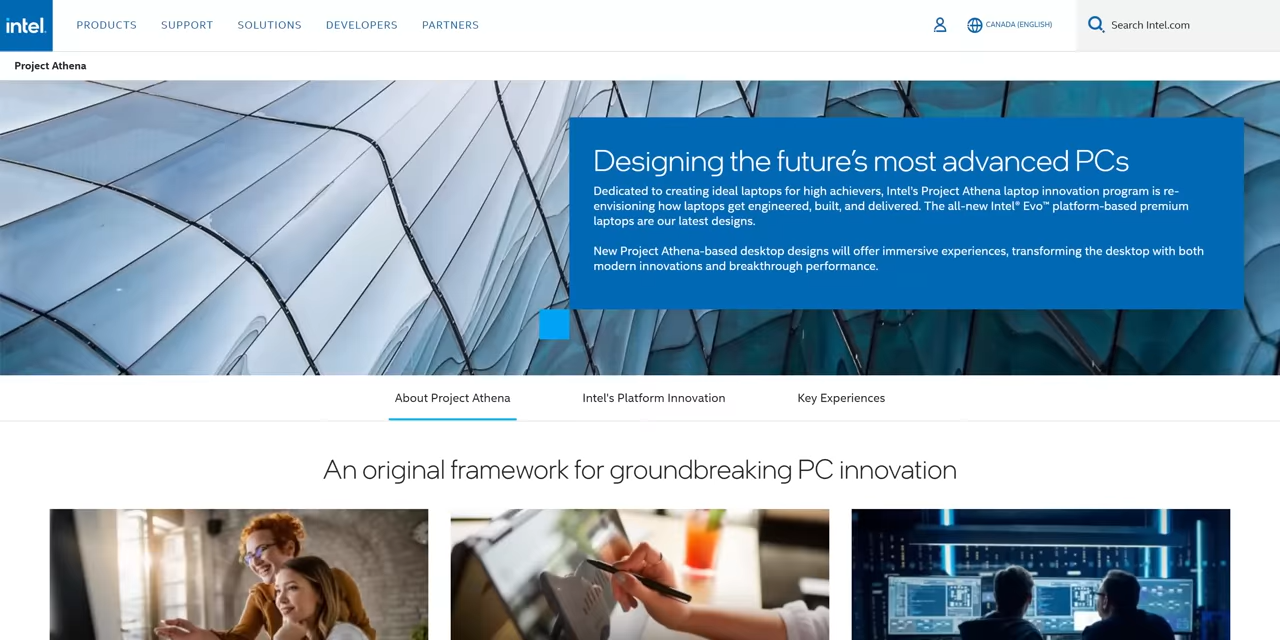 intel.
PRODUCTS
SUPPORT
SOLUTIONS
DEVELOPERS
PARTNERS
CANADA (ENGLISH)
Search Intel.com
Project Athena
Designing the future's most advanced PCs
Dedicated to creating ideal laptops for high achievers, Intel's Project Athena laptop innovation program is re-
envisioning how laptops get engineered, built, and delivered. The all-new Intel® Evo™ platform-based premium
laptops are our latest designs.
New Project Athena-based desktop designs will offer immersive experiences, transforming the desktop with both
modern innovations and breakthrough performance.
About Project Athena
Intel's Platform Innovation
Key Experiences
An original framework for groundbreaking PC innovation